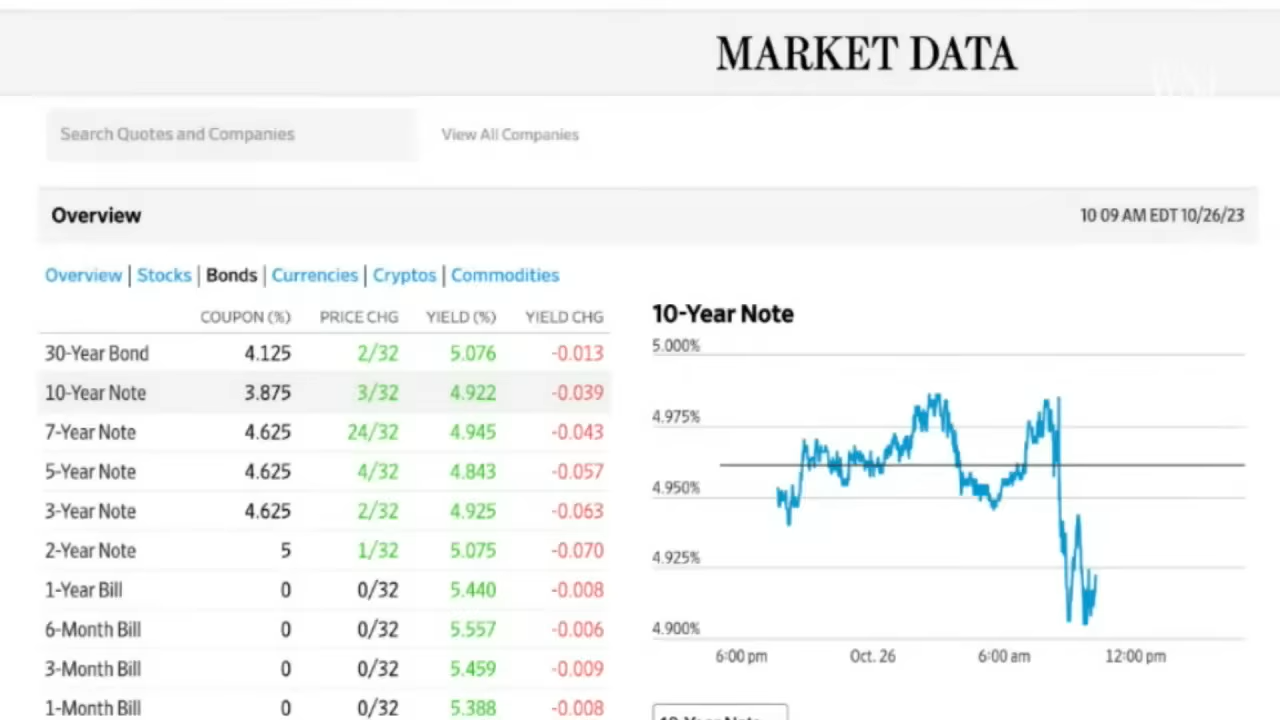 MARKET DATA
WSJ
Search Quotes and Companies View All Companies
Overview 10 09 AM EDT 10/26/23
Overview | Stocks | Bonds | Currencies | Cryptos | Commodities
COUPON (%) PRICE CHG YIELD (%) YIELD CHG
30-Year Bond 4.125 2/32 5.076 -0.013
10-Year Note 3.875 3/32 4.922 -0.039
7-Year Note 4.625 24/32 4.945 -0.043
5-Year Note 4.625 4/32 4.843 -0.057
3-Year Note 4.625 2/32 4.925 -0.063
2-Year Note 5 1/32 5.075 -0.070
1-Year Bill 0 0/32 5.440 -0.008
6-Month Bill 0 0/32 5.557 -0.006
3-Month Bill 0 0/32 5.459 -0.009
1-Month Bill 0 0/32 5.388 -0.008
10-Year Note
5.000%
4.975%
4.950%
4.925%
4.900%
6:00 pm Oct. 26 6:00 am 12:00 pm
10-Year Note